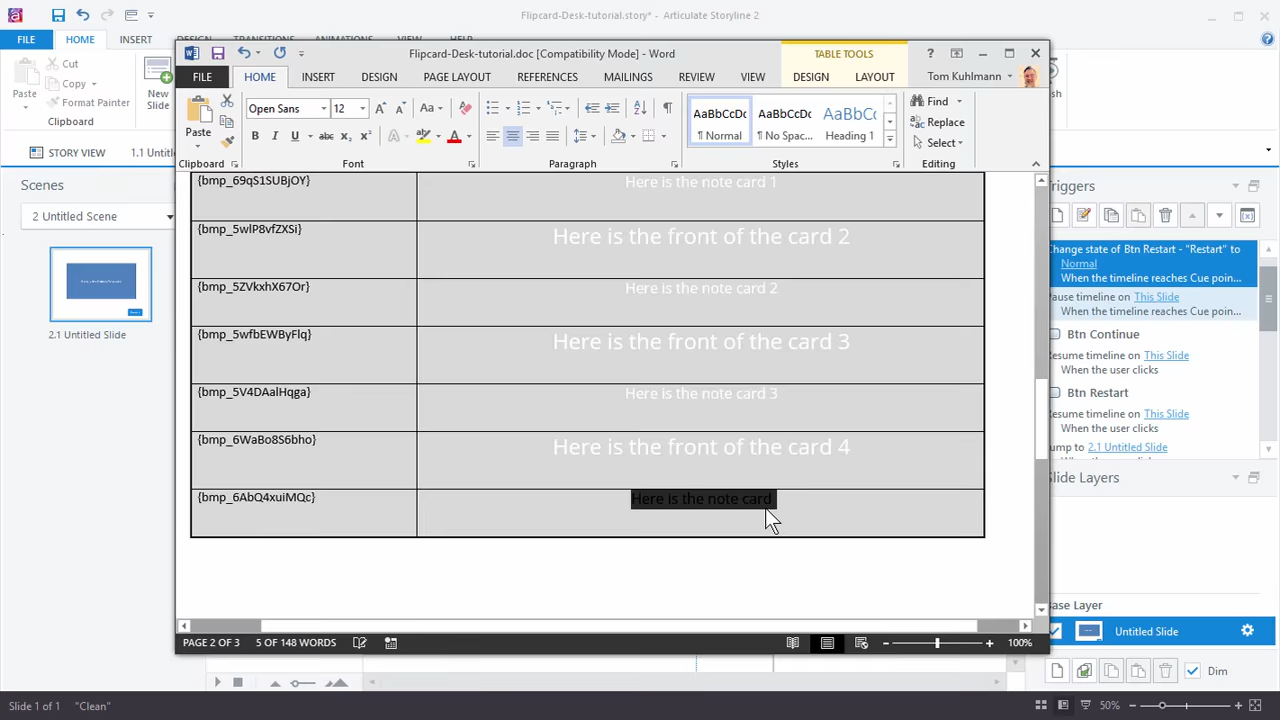 Flipcard-Desk-tutorial.story* - Articulate Storyline 2
FILE
HOME
INSERT
DESIGN
TRANSITIONS
ANIMATIONS
Flipcard-Desk-tutorial.doc [Compatibility Mode] - Word
TABLE TOOLS
FILE
HOME
INSERT
DESIGN
PAGE LAYOUT
REFERENCES
MAILINGS
REVIEW
VIEW
DESIGN
LAYOUT
Tom Kuhlmann
Cut
Copy
Format Painter
Paste
New
Slide
Clipboard
Paste
Open Sans
12
AaBbCcDc
AaBbCcDc
AaBbCc
¶ Normal
¶ No Spac...
Heading 1
Find
Replace
Select
Clipboard
Font
Paragraph
Styles
Editing
STORY VIEW
1.1 Untitl
Scenes
2 Untitled Scene
2.1 Untitled Slide
{bmp_69qS1SUBjOY}
Here is the note card 1
{bmp_5wlP8vfZXSi}
Here is the front of the card 2
{bmp_5ZVkxhX67Or}
Here is the note card 2
{bmp_5wfbEWByFlq}
Here is the front of the card 3
{bmp_5V4DAalHqga}
Here is the note card 3
{bmp_6WaBo8S6bho}
Here is the front of the card 4
{bmp_6AbQ4xuiMQc}
Here is the note card
PAGE 2 OF 3
5 OF 148 WORDS
100%
Triggers
Change state of Btn Restart - "Restart" to
Normal
When the timeline reaches Cue poin...
Pause timeline on This Slide
When the timeline reaches Cue poin...
Btn Continue
Resume timeline on This Slide
When the user clicks
Btn Restart
Resume timeline on This Slide
When the user clicks
Jump to 2.1 Untitled Slide
Slide Layers
Base Layer
Untitled Slide
Dim
Slide 1 of 1
"Clean"
50%